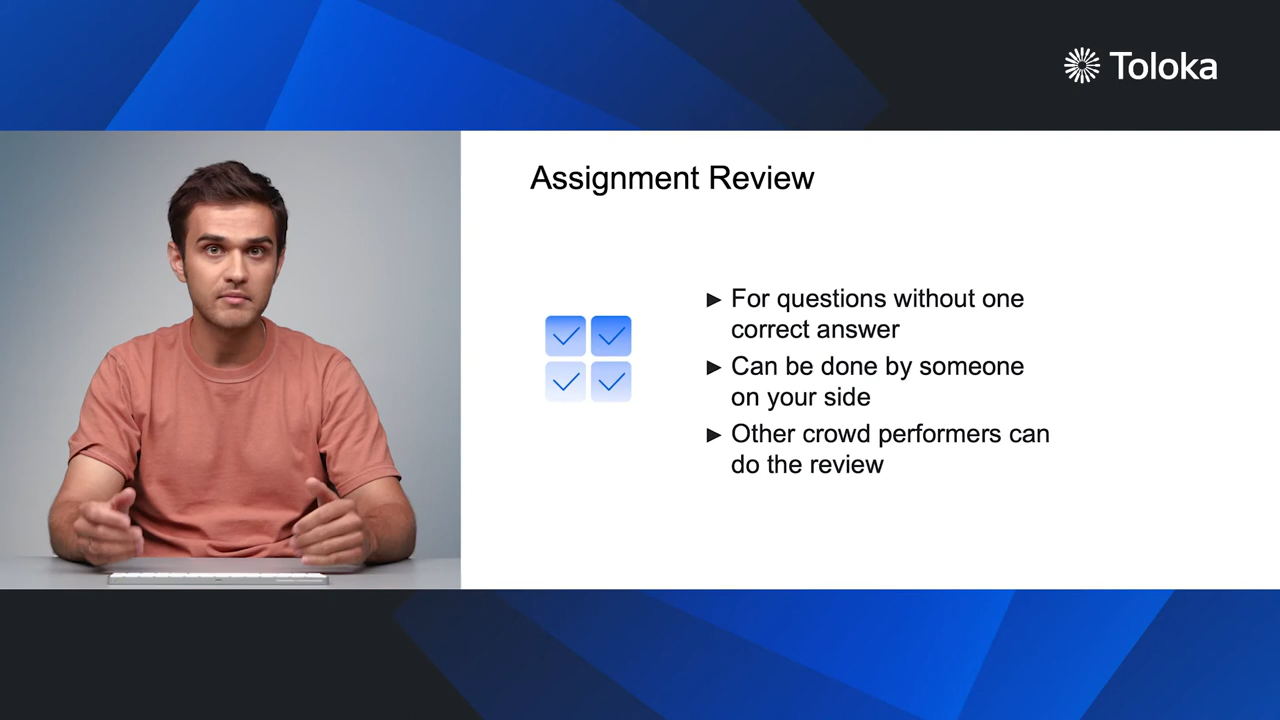 Toloka
Assignment Review
► For questions without one
correct answer
► Can be done by someone
on your side
► Other crowd performers can
do the review